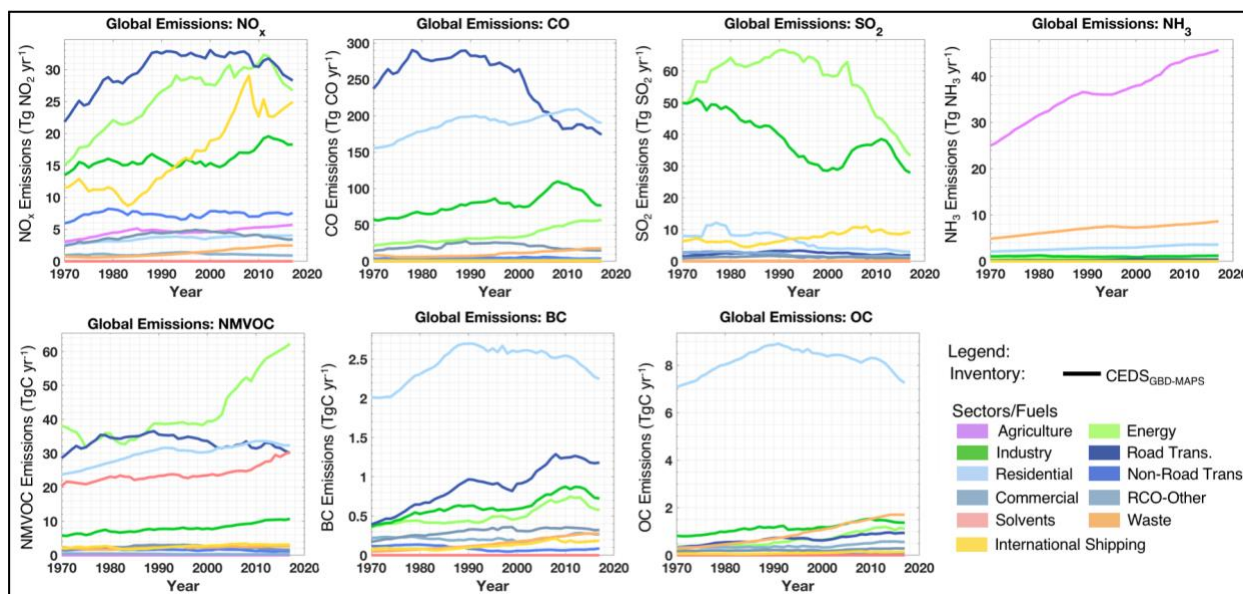 Global Emissions: NOx
NOx Emissions (Tg NO2 yr-1)
30
25
20
15
10
5
0
1970 1980 1990 2000 2010 2020
Year
Global Emissions: CO
CO Emissions (Tg CO yr-1)
300
250
200
150
100
50
0
1970 1980 1990 2000 2010 2020
Year
Global Emissions: SO2
SO2 Emissions (Tg SO2 yr-1)
60
50
40
30
20
10
0
1970 1980 1990 2000 2010 2020
Year
Global Emissions: NH3
NH3 Emissions (Tg NH3 yr-1)
40
30
20
10
0
1970 1980 1990 2000 2010 2020
Year
Global Emissions: NMVOC
NMVOC Emissions (TgC yr-1)
60
50
40
30
20
10
0
1970 1980 1990 2000 2010 2020
Year
Global Emissions: BC
BC Emissions (TgC yr-1)
2.5
2
1.5
1
0.5
0
1970 1980 1990 2000 2010 2020
Year
Global Emissions: OC
OC Emissions (TgC yr-1)
8
6
4
2
0
1970 1980 1990 2000 2010 2020
Year
Legend:
Inventory: CEDSGBD-MAPS
Sectors/Fuels
Agriculture Energy
Industry Road Trans.
Residential Non-Road Trans
Commercial RCO-Other
Solvents Waste
International Shipping